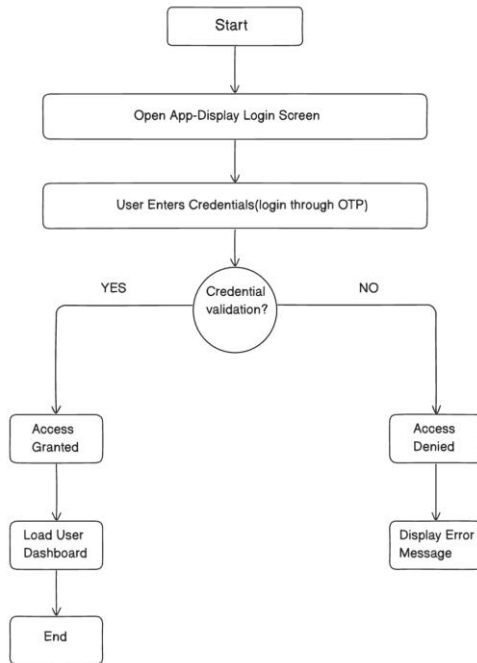 Start
Open App-Display Login Screen
User Enters Credentials(login through OTP)
YES
Credential
validation?
NO
Access
Granted
Access
Denied
Load User
Dashboard
Display Error
Message
End